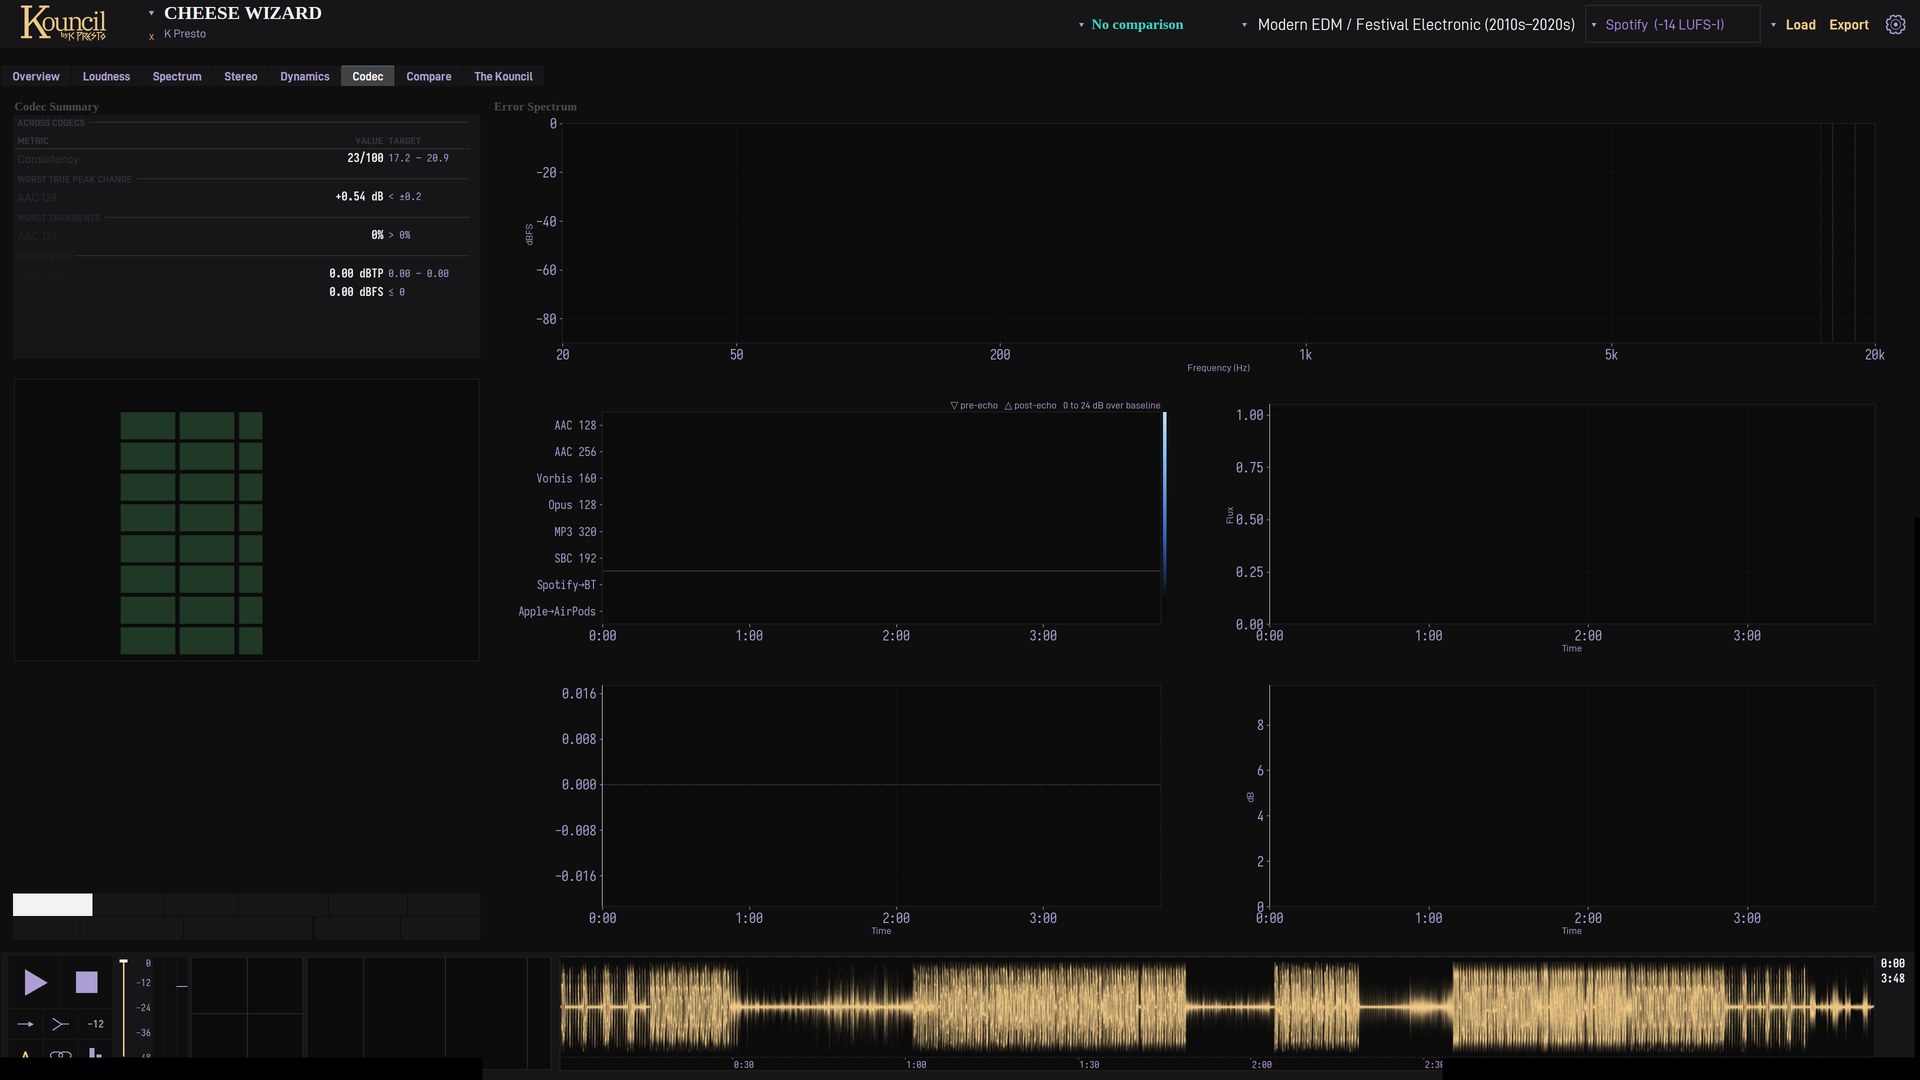 Kouncil
by K PRESTO
CHEESE WIZARD
x K Presto
No comparison
Modern EDM / Festival Electronic (2010s–2020s)
Spotify (-14 LUFS-I)
Load
Export
Overview
Loudness
Spectrum
Stereo
Dynamics
Codec
Compare
The Kouncil
Codec Summary
ACROSS CODECS
METRIC VALUE TARGET
Consistency 23/100 17.2 – 20.9
WORST TRUE PEAK CHANGE
AAC 128 +0.54 dB < ±0.2
WORST TRANSIENTS
AAC 128 0% > 0%
THE MASTER
0.00 dBTP 0.00 – 0.00
0.00 dBFS ≤ 0
Error Spectrum
0
-20
-40
-60
-80
dBFS
20 50 200 1k 5k 20k
Frequency (Hz)
▽ pre-echo △ post-echo 0 to 24 dB over baseline
AAC 128
AAC 256
Vorbis 160
Opus 128
MP3 320
SBC 192
Spotify→BT
Apple→AirPods
0:00 1:00 2:00 3:00
1.00
0.75
0.50
0.25
0.00
Flux
0:00 1:00 2:00 3:00
Time
0.016
0.008
0.000
-0.008
-0.016
0:00 1:00 2:00 3:00
Time
8
6
4
2
0
dB
0:00 1:00 2:00 3:00
Time
0
-12
-24
-36
-48
-12
0:00
3:48
0:30 1:00 1:30 2:00 2:30